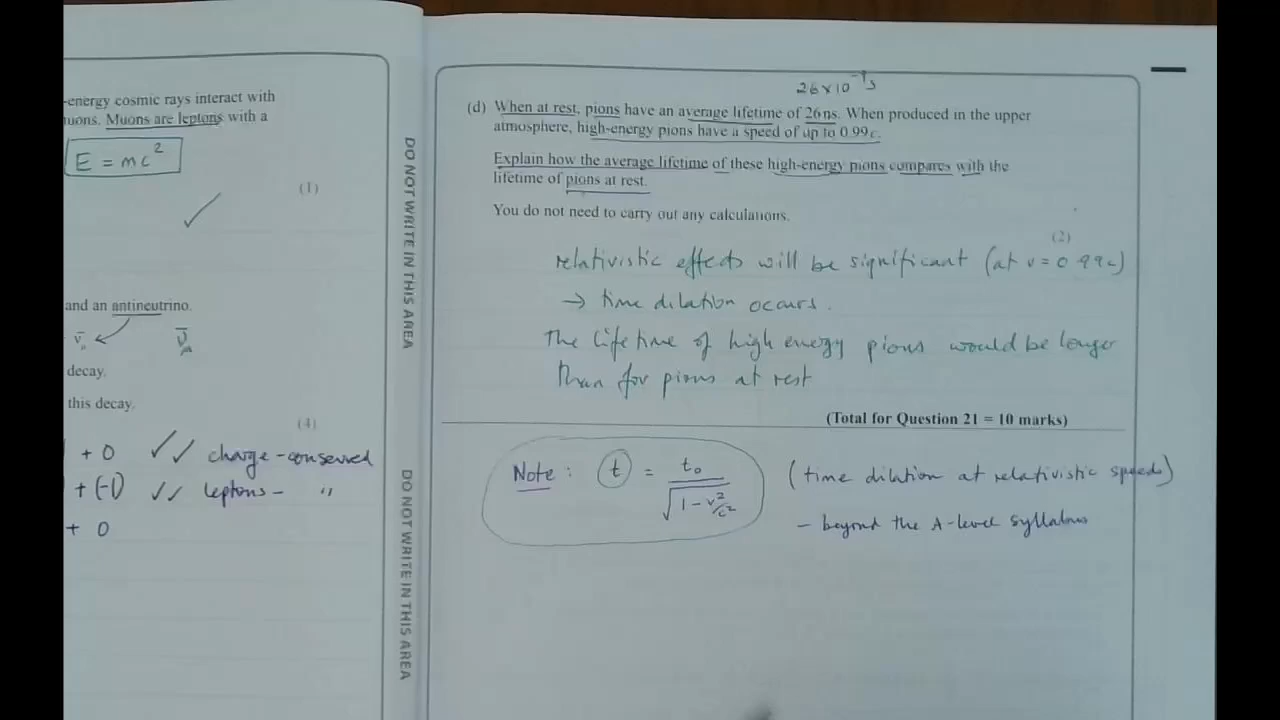 -energy cosmic rays interact with
uons. Muons are leptons with a
E = mc²
(1)
and an antineutrino.
ν̄μ
decay.
this decay.
(4)
+ 0 ✓✓ charge-conserved
+ (-1) ✓✓ leptons - "
+ 0
DO NOT WRITE IN THIS AREA
DO NOT WRITE IN THIS AREA
26×10⁻⁹s
(d) When at rest, pions have an average lifetime of 26ns. When produced in the upper
atmosphere, high-energy pions have a speed of up to 0.99c.
Explain how the average lifetime of these high-energy pions compares with the
lifetime of pions at rest.
You do not need to carry out any calculations.
(2)
relativistic effects will be significant (at v = 0.99c)
→ time dilation occurs.
The lifetime of high energy pions would be longer
than for pions at rest
(Total for Question 21 = 10 marks)
Note: t = t₀ / √(1 - v²/c²) (time dilation at relativistic speeds)
- beyond the A-level syllabus